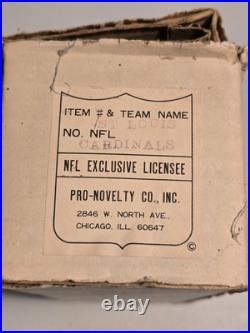 ITEM # & TEAM NAME
ST LOUIS
NO. NFL
CARDINALS
NFL EXCLUSIVE LICENSEE
PRO-NOVELTY CO., INC.
2846 W. NORTH AVE.,
CHICAGO, ILL. 60647
©